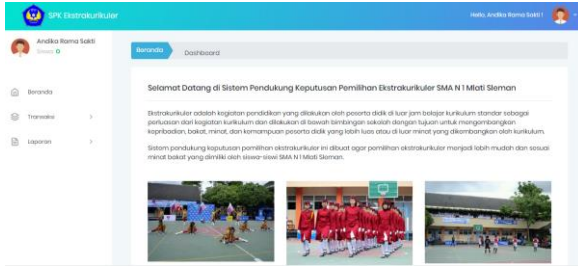 SPK Ekstrakurikuler
Hello, Andika Rama Sakti !
Andika Rama Sakti
Siswa
Beranda
Dashboard
Beranda
Transaksi
Laporan
Selamat Datang di Sistem Pendukung Keputusan Pemilihan Ekstrakurikuler SMA N 1 Mlati Sleman
Ekstrakurikuler adalah kegiatan pendidikan yang dilakukan oleh peserta didik di luar jam belajar kurikulum standar sebagai
perluasan dari kegiatan kurikulum dan dilakukan di bawah bimbingan sekolah dengan tujuan untuk mengembangkan
kepribadian, bakat, minat, dan kemampuan peserta didik yang lebih luas atau di luar minat yang dikembangkan oleh kurikulum.
Sistem pendukung keputusan pemilihan ekstrakurikuler ini dibuat agar pemilihan ekstrakurikuler menjadi lebih mudah dan sesuai
minat bakat yang dimiliki oleh siswa-siswi SMA N 1 Mlati Sleman.